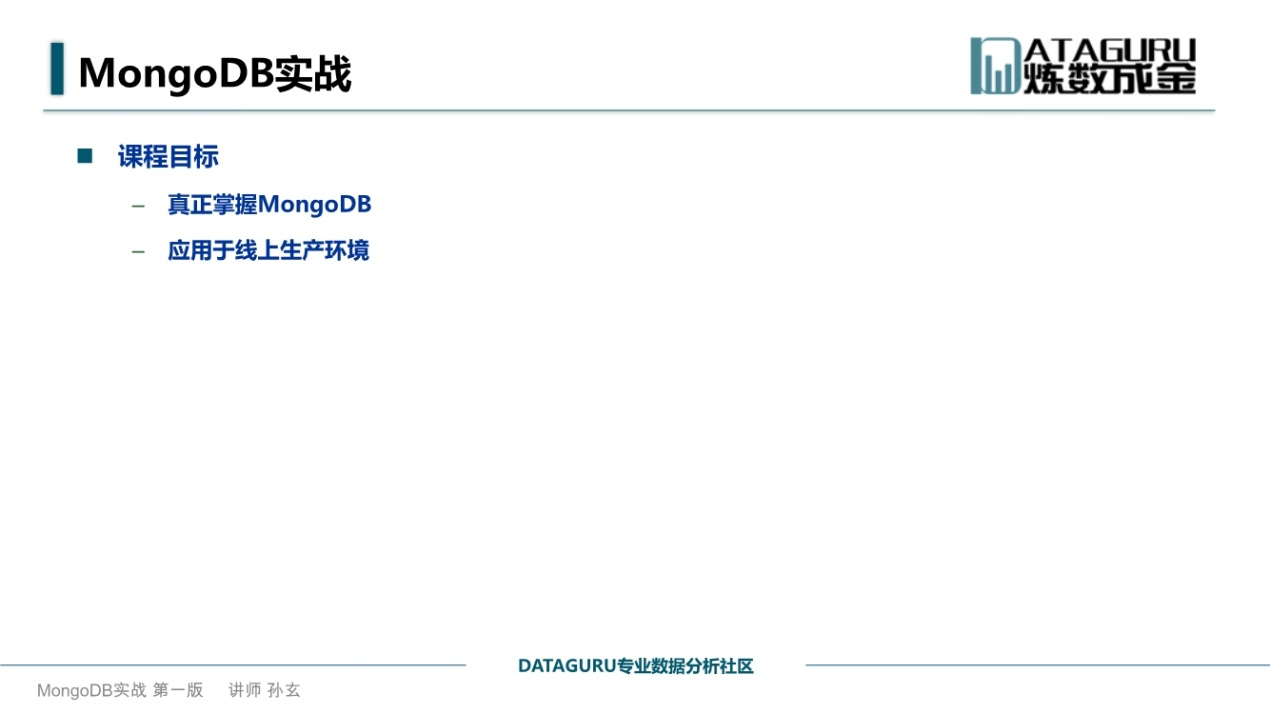 MongoDB实战
DATAGURU
炼数成金
■ 课程目标
– 真正掌握MongoDB
– 应用于线上生产环境
DATAGURU专业数据分析社区
MongoDB实战 第一版 讲师 孙玄